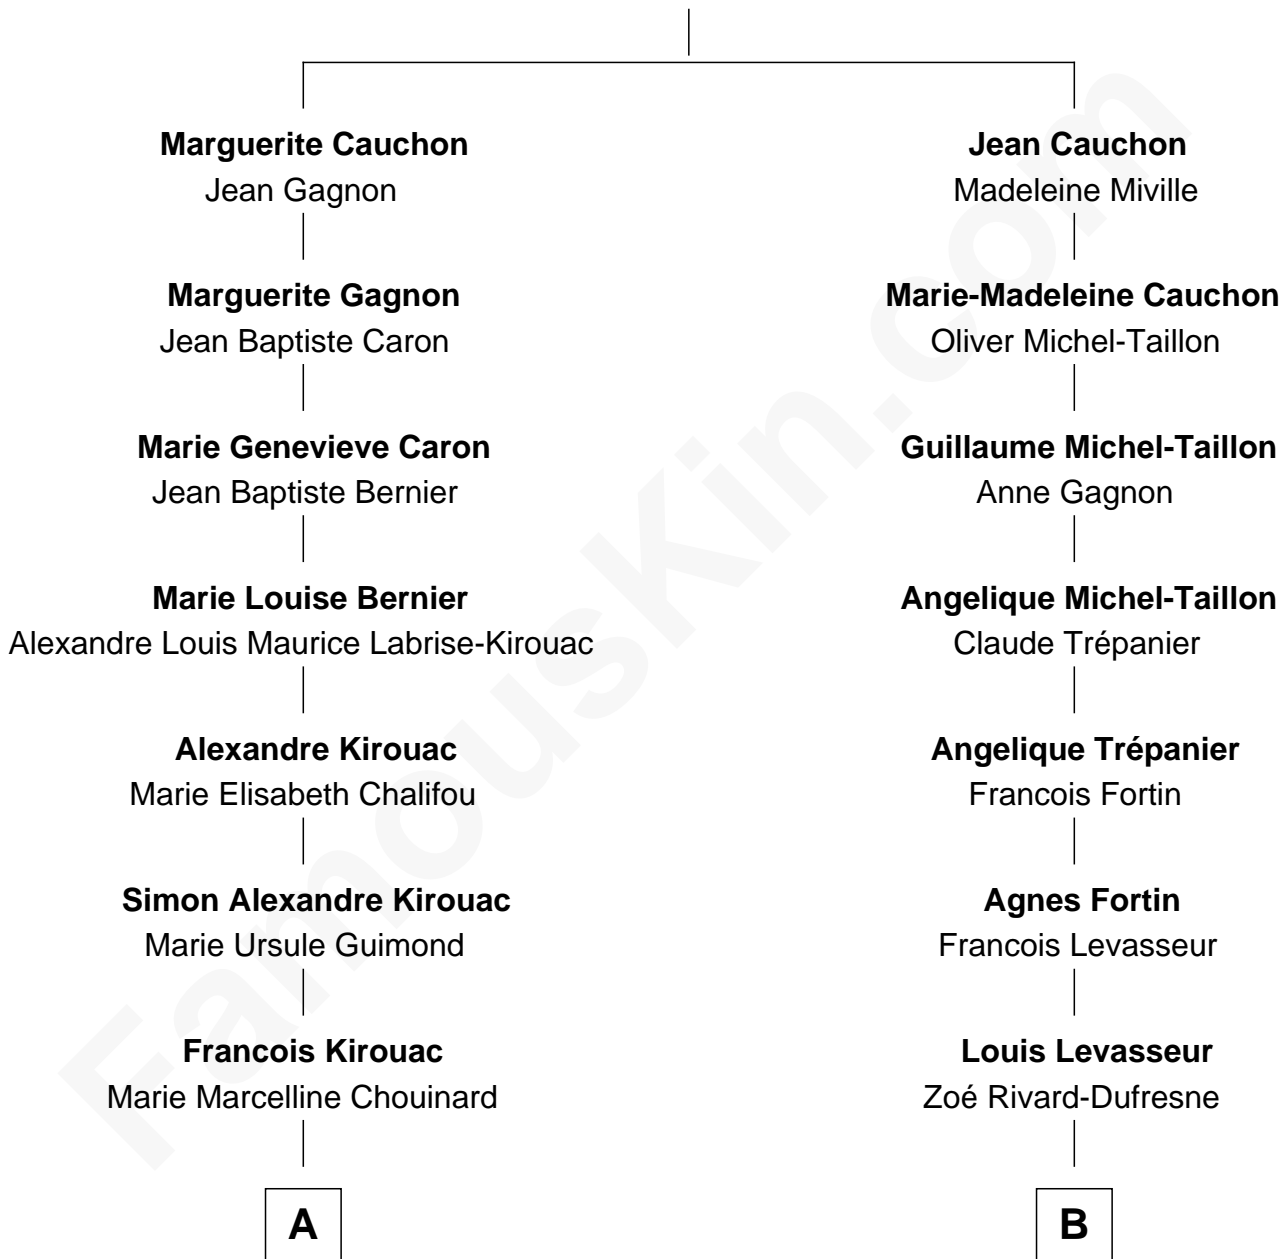 Marguerite Cauchon
Jean Gagnon
Marguerite Gagnon
Jean Baptiste Caron
Marie Genevieve Caron
Jean Baptiste Bernier
Marie Louise Bernier
Alexandre Louis Maurice Labrise-Kirouac
Alexandre Kirouac
Marie Elisabeth Chalifou
Simon Alexandre Kirouac
Marie Ursule Guimond
Francois Kirouac
Marie Marcelline Chouinard
A
Jean Cauchon
Madeleine Miville
Marie-Madeleine Cauchon
Oliver Michel-Taillon
Guillaume Michel-Taillon
Anne Gagnon
Angelique Michel-Taillon
Claude Trépanier
Angelique Trépanier
Francois Fortin
Agnes Fortin
Francois Levasseur
Louis Levasseur
Zoé Rivard-Dufresne
B
FamousKin.com